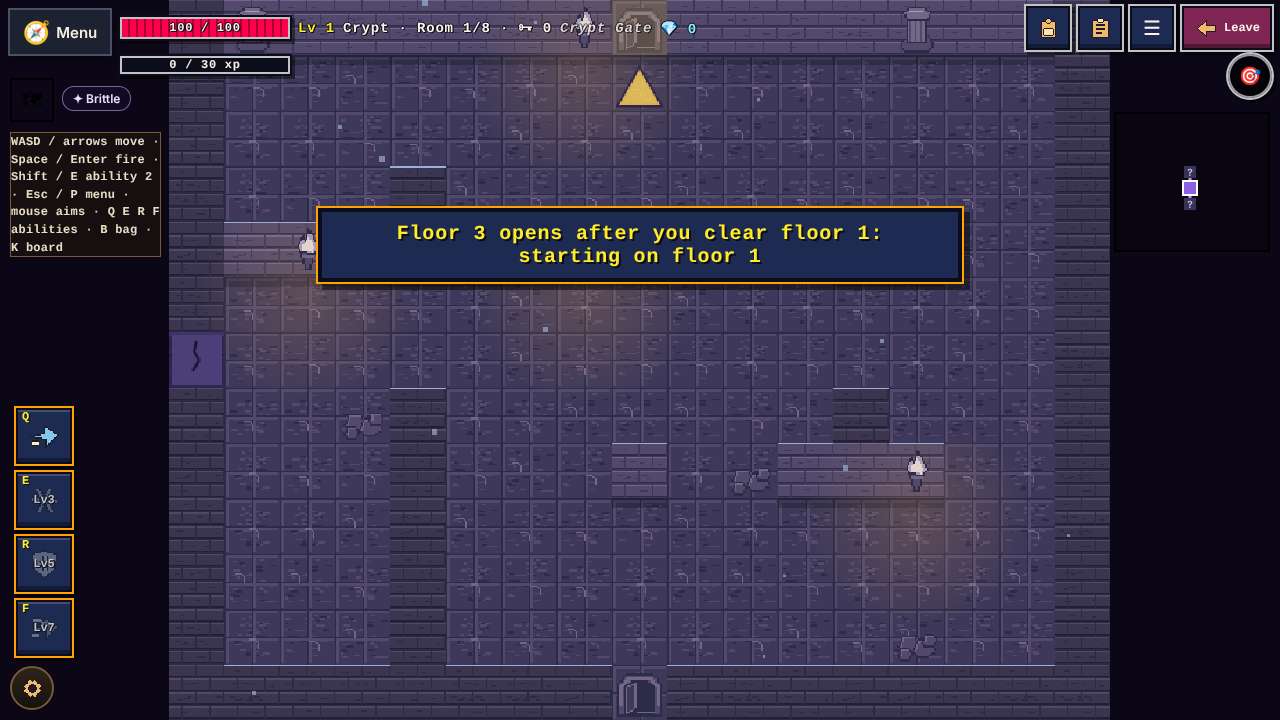 Menu
100 / 100
Lv 1 Crypt · Room 1/8 · 🗝 0 Crypt Gate 💎 0
Leave
0 / 30 xp
✦ Brittle
WASD / arrows move ·
Space / Enter fire ·
Shift / E ability 2
· Esc / P menu ·
mouse aims · Q E R F
abilities · B bag ·
K board
?
?
Floor 3 opens after you clear floor 1:
starting on floor 1
Q
E
Lv3
R
Lv5
F
Lv7